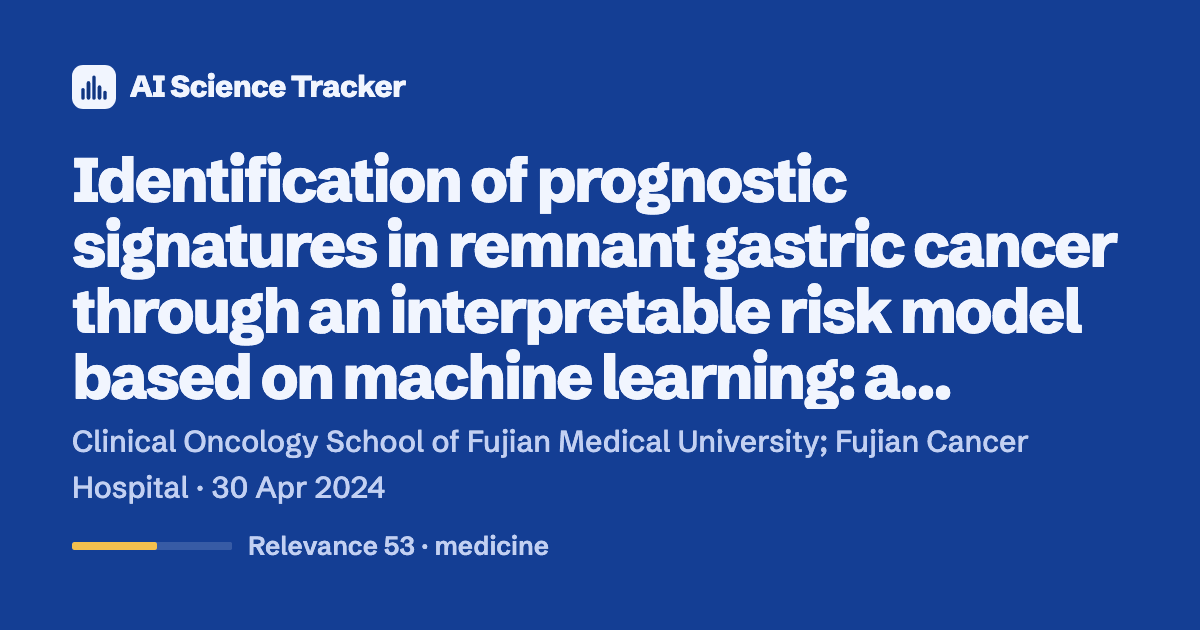 AI Science Tracker
Identification of prognostic
signatures in remnant gastric cancer
through an interpretable risk model
based on machine learning: a...
Clinical Oncology School of Fujian Medical University; Fujian Cancer
Hospital · 30 Apr 2024
Relevance 53 · medicine